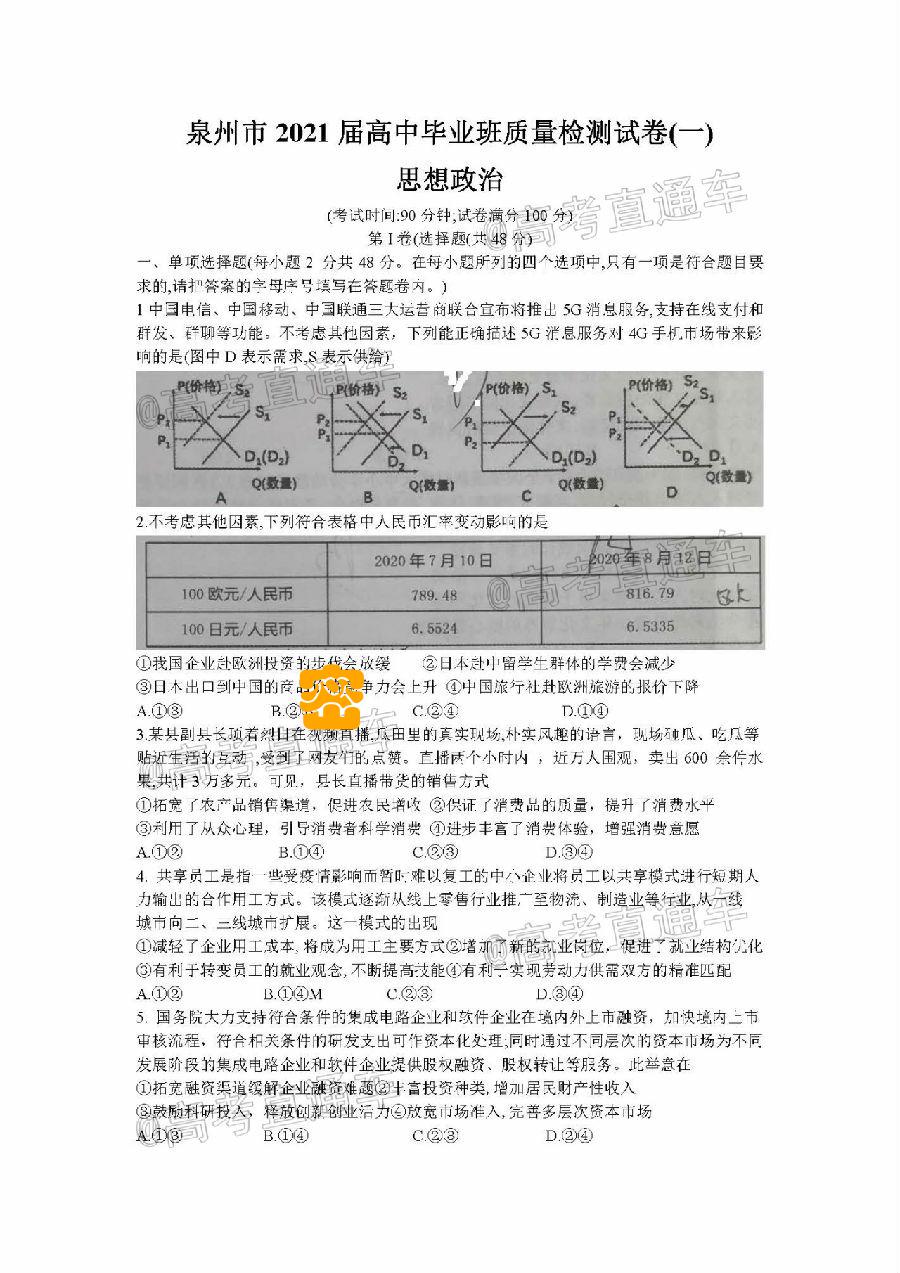 泉州市 2021 届高中毕业班质量检测试卷(一)
思想政治
(考试时间:90 分钟;试卷满分 100 分)
第 I 卷(选择题(共 48 分)
一、单项选择题(每小题 2 分共 48 分。在每小题所列的四个选项中,只有一项是符合题目要
求的,请把答案的字母序号填写在答题卷内。)
1 中国电信、中国移动、中国联通三大运营商联合宣布将推出 5G 消息服务,支持在线支付和
群发、群聊等功能。不考虑其他因素，下列能正确描述 5G 消息服务对 4G 手机市场带来影
响的是(图中 D 表示需求,S 表示供给)
P(价格) S₂ S₁ P₂ P₁ D₁(D₂) Q(数量) A
P(价格) S₂ S₁ P₂ P₁ D₁ D₂ Q(数量) B
P(价格) S₁ S₂ P₁ P₂ D₁(D₂) Q(数量) C
P(价格) S₂ S₁ P₁ P₂ D₂ D₁ Q(数量) D
2.不考虑其他因素,下列符合表格中人民币汇率变动影响的是
2020 年 7 月 10 日 2020 年 8 月 12 日
100 欧元/人民币 789.48 816.79
100 日元/人民币 6.5524 6.5335
①我国企业赴欧洲投资的步伐会放缓 ②日本赴中留学生群体的学费会减少
③日本出口到中国的商品 争力会上升 ④中国旅行社赴欧洲旅游的报价下降
A.①③ B.② C.②④ D.①④
3.某县副县长顶着烈日在视频直播,瓜田里的真实现场,朴实风趣的语言，现场砸瓜、吃瓜等
贴近生活的互动 ,受到了网友们的点赞。直播两个小时内 ，近万人围观，卖出 600 余件水
果,共计 3 万多元。可见，县长直播带货的销售方式
①拓宽了农产品销售渠道，促进农民增收 ②保证了消费品的质量，提升了消费水平
③利用了从众心理，引导消费者科学消费 ④进步丰富了消费体验，增强消费意愿
A.①② B.①④ C.②③ D.③④
4. 共享员工是指一些受疫情影响而暂时难以复工的中小企业将员工以共享模式进行短期人
力输出的合作用工方式。该模式逐渐从线上零售行业推广至物流、制造业等行业,从一线
城市向二、三线城市扩展。这一模式的出现
①减轻了企业用工成本, 将成为用工主要方式②增加了新的就业岗位，促进了就业结构优化
③有利于转变员工的就业观念, 不断提高技能④有利于实现劳动力供需双方的精准匹配
A.①② B.①④M C.②③ D.③④
5. 国务院大力支持符合条件的集成电路企业和软件企业在境内外上市融资，加快境内上市
审核流程，符合相关条件的研发支出可作资本化处理;同时通过不同层次的资本市场为不同
发展阶段的集成电路企业和软件企业提供股权融资、股权转让等服务。此举意在
①拓宽融资渠道缓解企业融资难题②丰富投资种类, 增加居民财产性收入
③鼓励科研投入，释放创新创业活力④放宽市场准入, 完善多层次资本市场
A.①③ B.①④ C.②③ D.②④
@高考直通车